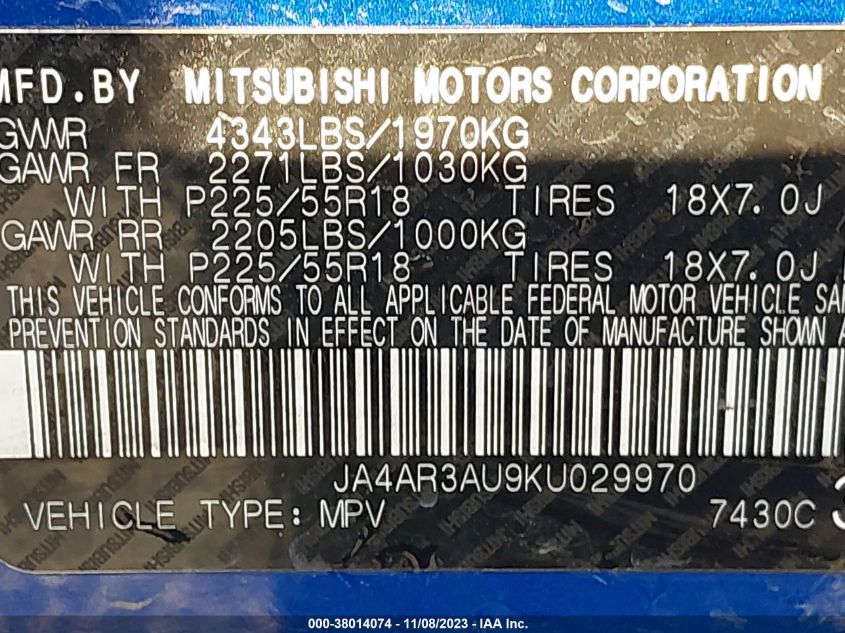 MFD.BY MITSUBISHI MOTORS CORPORATION
GVWR 4343LBS/1970KG
GAWR FR 2271LBS/1030KG
WITH P225/55R18 TIRES 18X7.0J
GAWR RR 2205LBS/1000KG
WITH P225/55R18 TIRES 18X7.0J
THIS VEHICLE CONFORMS TO ALL APPLICABLE FEDERAL MOTOR VEHICLE SA
PREVENTION STANDARDS IN EFFECT ON THE DATE OF MANUFACTURE SHOWN A
JA4AR3AU9KU029970
VEHICLE TYPE: MPV 7430C 3
000-38014074 - 11/08/2023 - IAA Inc.